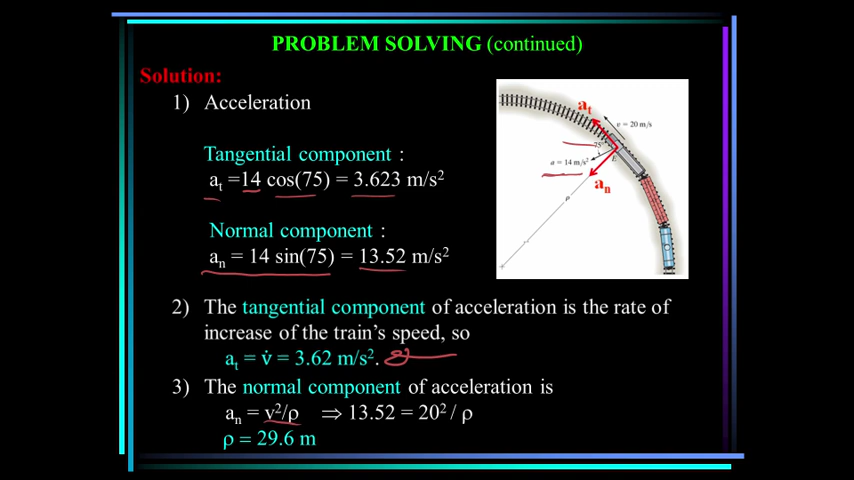 PROBLEM SOLVING (continued)
Solution:
1) Acceleration
Tangential component :
at =14 cos(75) = 3.623 m/s2
Normal component :
an = 14 sin(75) = 13.52 m/s2
at
v = 20 m/s
75°
a = 14 m/s²
E
an
ρ
2) The tangential component of acceleration is the rate of
increase of the train’s speed, so
at = v̇ = 3.62 m/s2.
3) The normal component of acceleration is
an = v2/ρ ⇒ 13.52 = 202 / ρ
ρ = 29.6 m